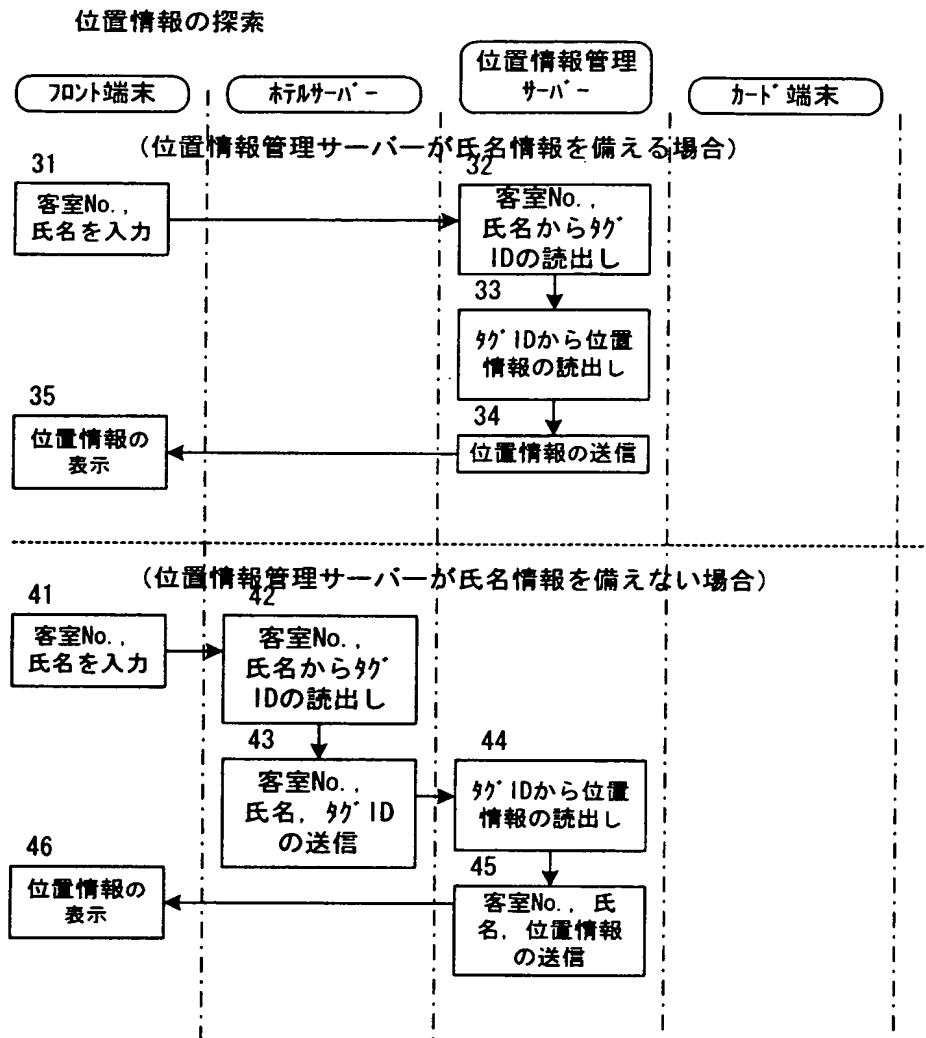 位置情報の探索
ﾌﾛﾝﾄ端末
ﾎﾃﾙｻｰﾊﾞｰ
位置情報管理
ｻｰﾊﾞｰ
ｶｰﾄﾞ端末
(位置情報管理サーバーが氏名情報を備える場合)
31
客室No.,
氏名を入力
32
客室No.,
氏名からﾀｸﾞ
IDの読出し
33
ﾀｸﾞIDから位置
情報の読出し
34
位置情報の送信
35
位置情報の
表示
(位置情報管理サーバーが氏名情報を備えない場合)
41
客室No.,
氏名を入力
42
客室No.,
氏名からﾀｸﾞ
IDの読出し
43
客室No.,
氏名, ﾀｸﾞID
の送信
44
ﾀｸﾞIDから位置
情報の読出し
45
客室No., 氏
名, 位置情報
の送信
46
位置情報の
表示